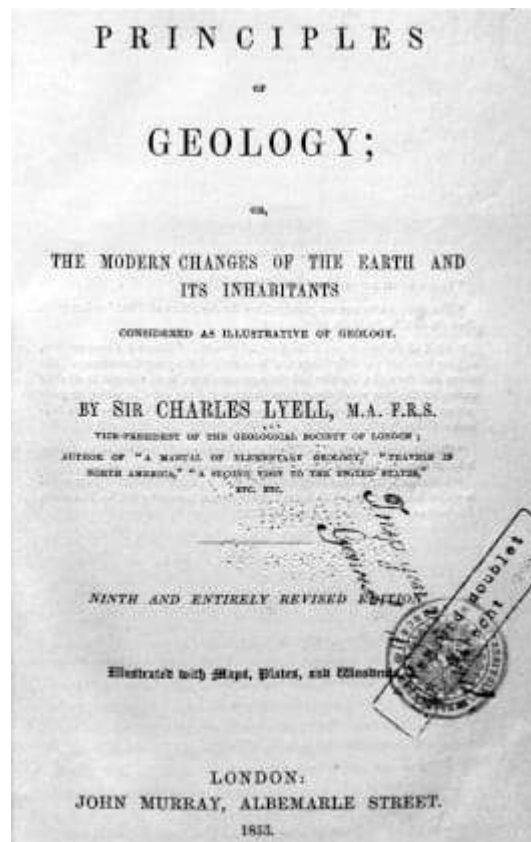 PRINCIPLES
OF
GEOLOGY;
OR,
THE MODERN CHANGES OF THE EARTH AND
ITS INHABITANTS
CONSIDERED AS ILLUSTRATIVE OF GEOLOGY.
BY SIR CHARLES LYELL, M.A. F.R.S.
VICE-PRESIDENT OF THE GEOLOGICAL SOCIETY OF LONDON;
AUTHOR OF "A MANUAL OF ELEMENTARY GEOLOGY," "TRAVELS IN
NORTH AMERICA," "A SECOND VISIT TO THE UNITED STATES,"
ETC. ETC.
NINTH AND ENTIRELY REVISED EDITION
Illustrated with Maps, Plates, and Woodcuts
LONDON:
JOHN MURRAY, ALBEMARLE STREET.
1853.